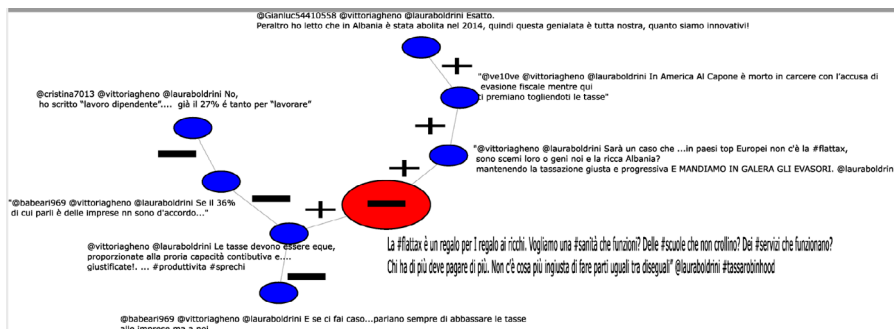 @Gianluc54410558 @vittoriagheno @lauraboldrini Esatto.
Peraltro ho letto che in Albania è stata abolita nel 2014, quindi questa genialata è tutta nostra, quanto siamo innovativi!
"@ve10ve @vittoriagheno @lauraboldrini In America Al Capone è morto in carcere con l'accusa di
evasione fiscale mentre qui
ti premiano togliendoti le tasse"
@cristina7013 @vittoriagheno @lauraboldrini No,
ho scritto “lavoro dipendente”.... già il 27% é tanto per “lavorare”
"@vittoriagheno @lauraboldrini Sarà un caso che ...in paesi top Europei non c'è la #flattax,
sono scemi loro o geni noi e la ricca Albania?
mantenendo la tassazione giusta e progressiva E MANDIAMO IN GALERA GLI EVASORI. @lauraboldrin
"@babeari969 @vittoriagheno @lauraboldrini Se il 36%
di cui parli è delle imprese nn sono d'accordo..."
@vittoriagheno @lauraboldrini Le tasse devono essere eque,
proporzionate alla proria capacità contibutiva e....
giustificate!. ... #produttivita #sprechi
La #flattax è un regalo per I regalo ai ricchi. Vogliamo una #sanità che funzioni? Delle #scuole che non crollino? Dei #servizi che funzionano?
Chi ha di più deve pagare di più. Non c'è cosa più ingiusta di fare parti uguali tra diseguali” @lauraboldrini #tassarobinhood
@babeari969 @vittoriagheno @lauraboldrini E se ci fai caso...parlano sempre di abbassare le tasse
alle imprese ma a noi